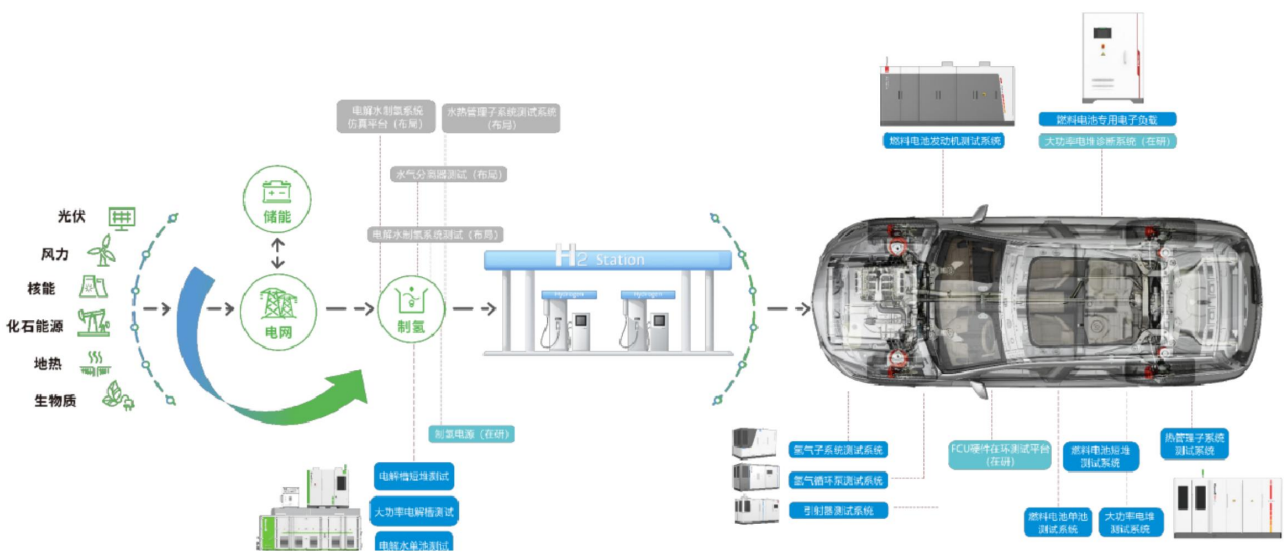 燃料电池专用电子负载
燃料电池发动机测试系统
大功率电堆诊断系统（在研）
电解水制氢系统
仿真平台（布局）
水热管理子系统测试系统
（布局）
水气分离器测试（布局）
电解水制氢系统测试（布局）
储能
光伏
风力
核能
化石能源
地热
生物质
电网
制氢
H2 Station
Hydrogen
Hydrogen
制氢电源（在研）
电解槽短堆测试
大功率电解槽测试
电解水单池测试
氢气子系统测试系统
氢气循环泵测试系统
引射器测试系统
FCU硬件在环测试平台
（在研）
燃料电池短堆
测试系统
热管理子系统
测试系统
燃料电池单池
测试系统
大功率电堆
测试系统